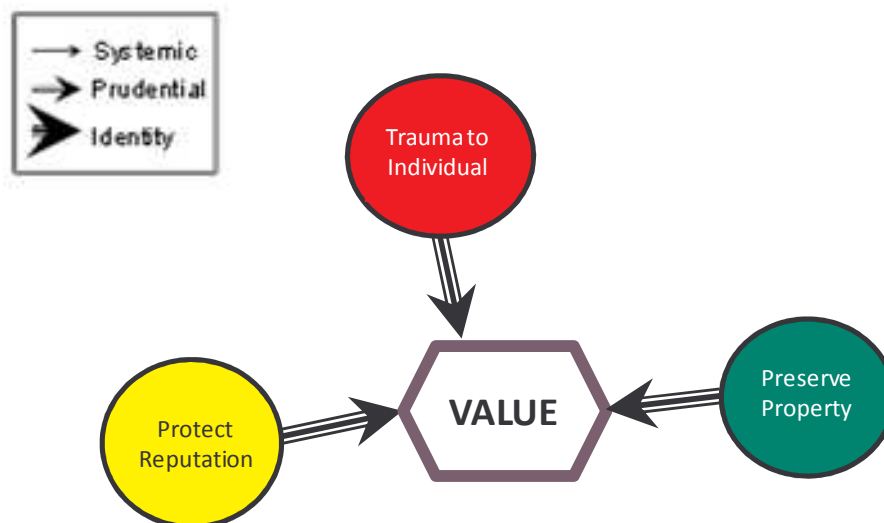 Systemic
Prudential
Identity
Trauma to
Individual
VALUE
Preserve
Property
Protect
Reputation